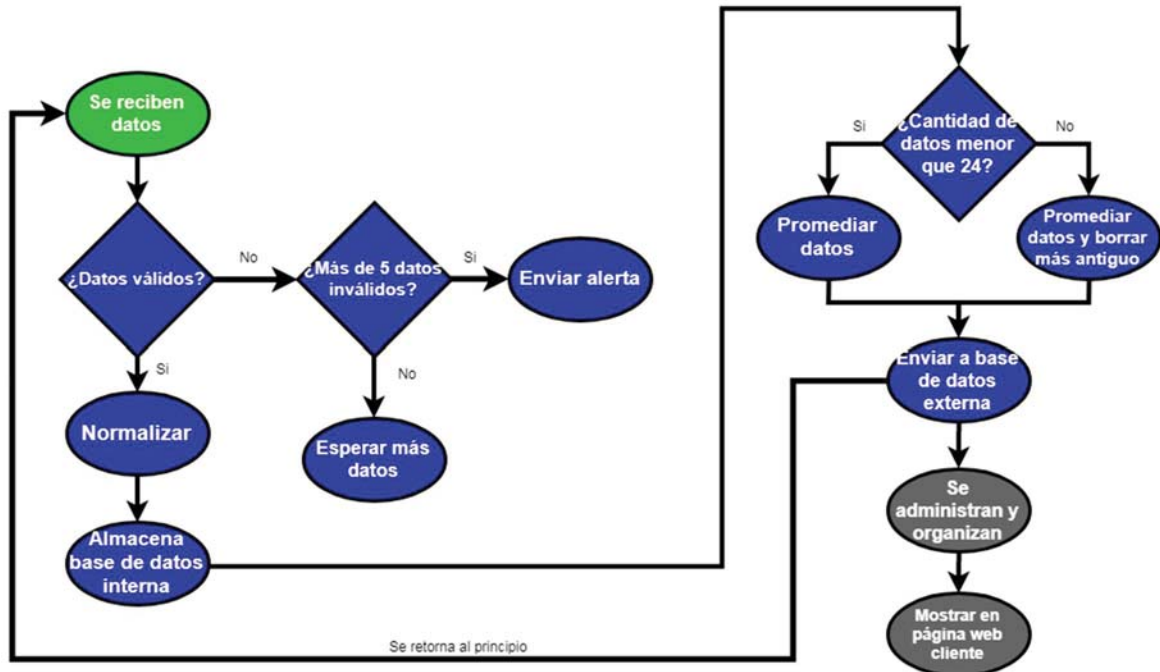 Se reciben
datos
¿Datos válidos?
No
¿Más de 5 datos
inválidos?
Si
Enviar alerta
No
Esperar más
datos
Si
Normalizar
Almacena
base de datos
interna
¿Cantidad de
datos menor
que 24?
Si
No
Promediar
datos
Promediar
datos y borrar
más antiguo
Enviar a base
de datos
externa
Se
administran y
organizan
Mostrar en
página web
cliente
Se retorna al principio